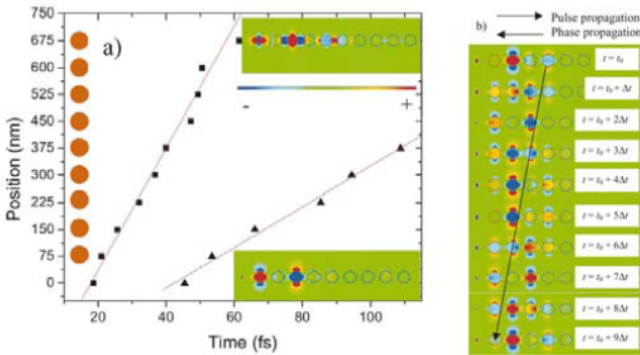 a)
Position (nm)
750
675
600
525
450
375
300
225
150
75
0
20
40
60
80
100
Time (fs)
- +
b)
Pulse propagation
Phase propagation
t = t₀
t = t₀ + Δt
t = t₀ + 2Δt
t = t₀ + 3Δt
t = t₀ + 4Δt
t = t₀ + 5Δt
t = t₀ + 6Δt
t = t₀ + 7Δt
t = t₀ + 8Δt
t = t₀ + 9Δt